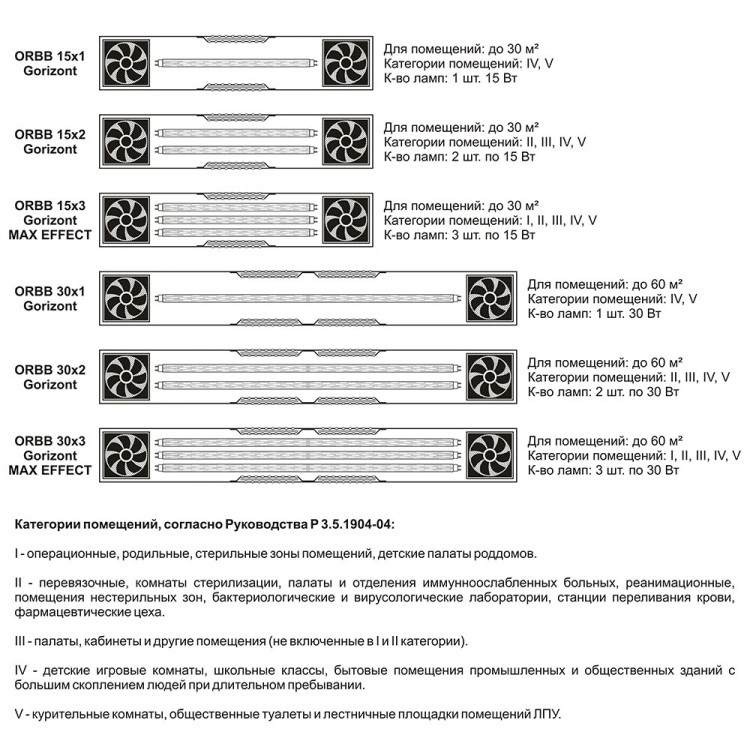 ORBB 15x1
Gorizont
Для помещений: до 30 м²
Категории помещений: IV, V
К-во ламп: 1 шт. 15 Вт
ORBB 15x2
Gorizont
Для помещений: до 30 м²
Категории помещений: II, III, IV, V
К-во ламп: 2 шт. по 15 Вт
ORBB 15x3
Gorizont
MAX EFFECT
Для помещений: до 30 м²
Категории помещений: I, II, III, IV, V
К-во ламп: 3 шт. по 15 Вт
ORBB 30x1
Gorizont
Для помещений: до 60 м²
Категории помещений: IV, V
К-во ламп: 1 шт. 30 Вт
ORBB 30x2
Gorizont
Для помещений: до 60 м²
Категории помещений: II, III, IV, V
К-во ламп: 2 шт. по 30 Вт
ORBB 30x3
Gorizont
MAX EFFECT
Для помещений: до 60 м²
Категории помещений: I, II, III, IV, V
К-во ламп: 3 шт. по 30 Вт
Категории помещений, согласно Руководства Р 3.5.1904-04:
I - операционные, родильные, стерильные зоны помещений, детские палаты роддомов.
II - перевязочные, комнаты стерилизации, палаты и отделения иммуноослабленных больных, реанимационные,
помещения нестерильных зон, бактериологические и вирусологические лаборатории, станции переливания крови,
фармацевтические цеха.
III - палаты, кабинеты и другие помещения (не включенные в I и II категории).
IV - детские игровые комнаты, школьные классы, бытовые помещения промышленных и общественных зданий с
большим скоплением людей при длительном пребывании.
V - курительные комнаты, общественные туалеты и лестничные площадки помещений ЛПУ.